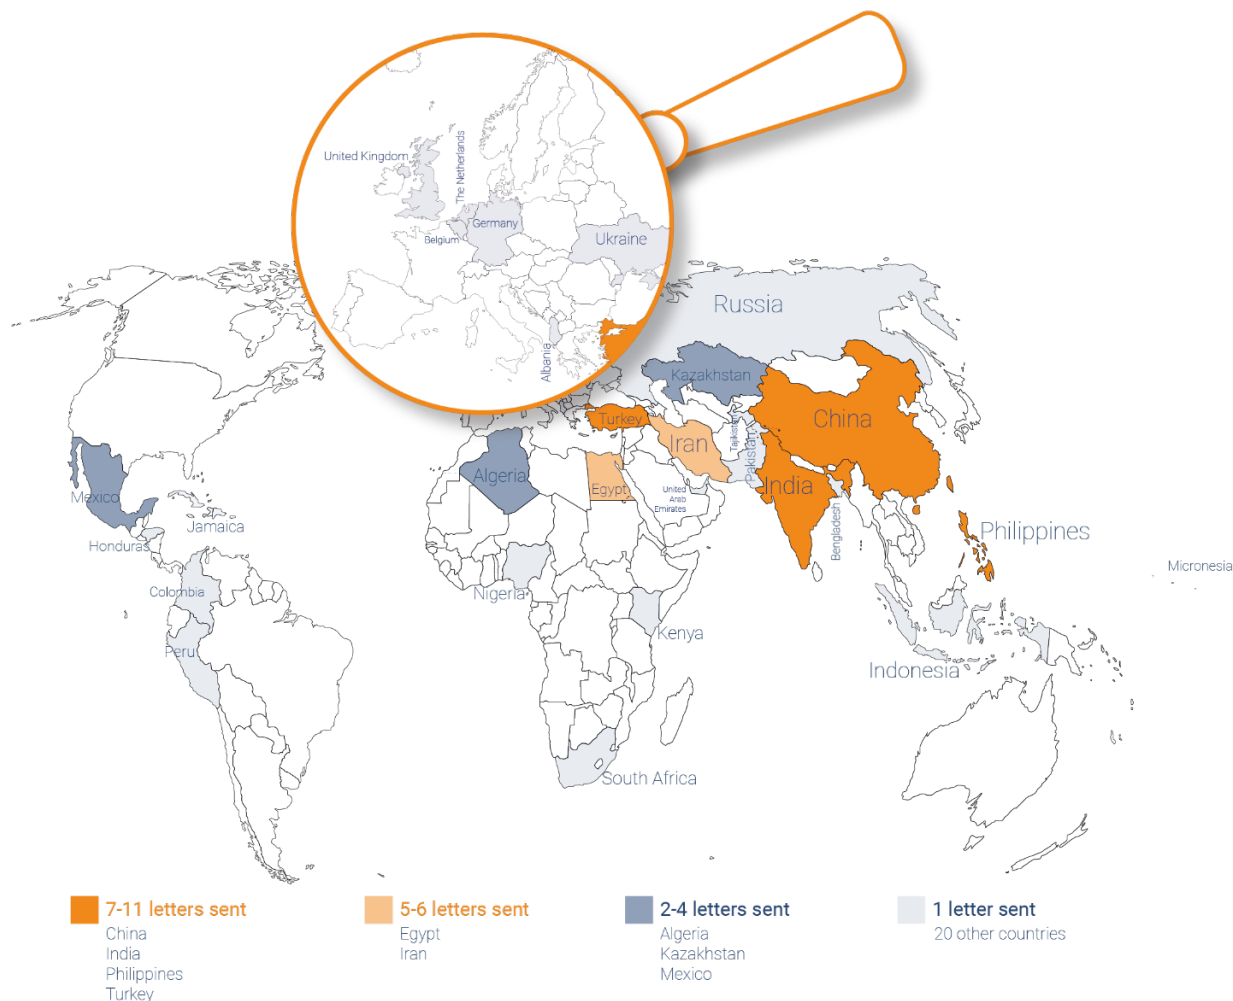 United Kingdom
The Netherlands
Germany
Belgium
Ukraine
Albania
Russia
Kazakhstan
China
Turkey
Iran
Tajikistan
Pakistan
India
Algeria
Egypt
United
Arab
Emirates
Bengladesh
Mexico
Jamaica
Honduras
Philippines
Micronesia
Colombia
Nigeria
Kenya
Peru
Indonesia
South Africa
7-11 letters sent
China
India
Philippines
Turkey
5-6 letters sent
Egypt
Iran
2-4 letters sent
Algeria
Kazakhstan
Mexico
1 letter sent
20 other countries